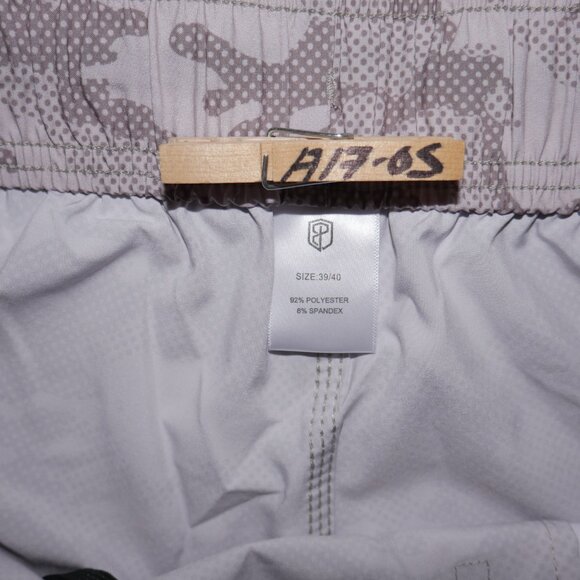 A17-05
SIZE:39/40
92% POLYESTER
8% SPANDEX